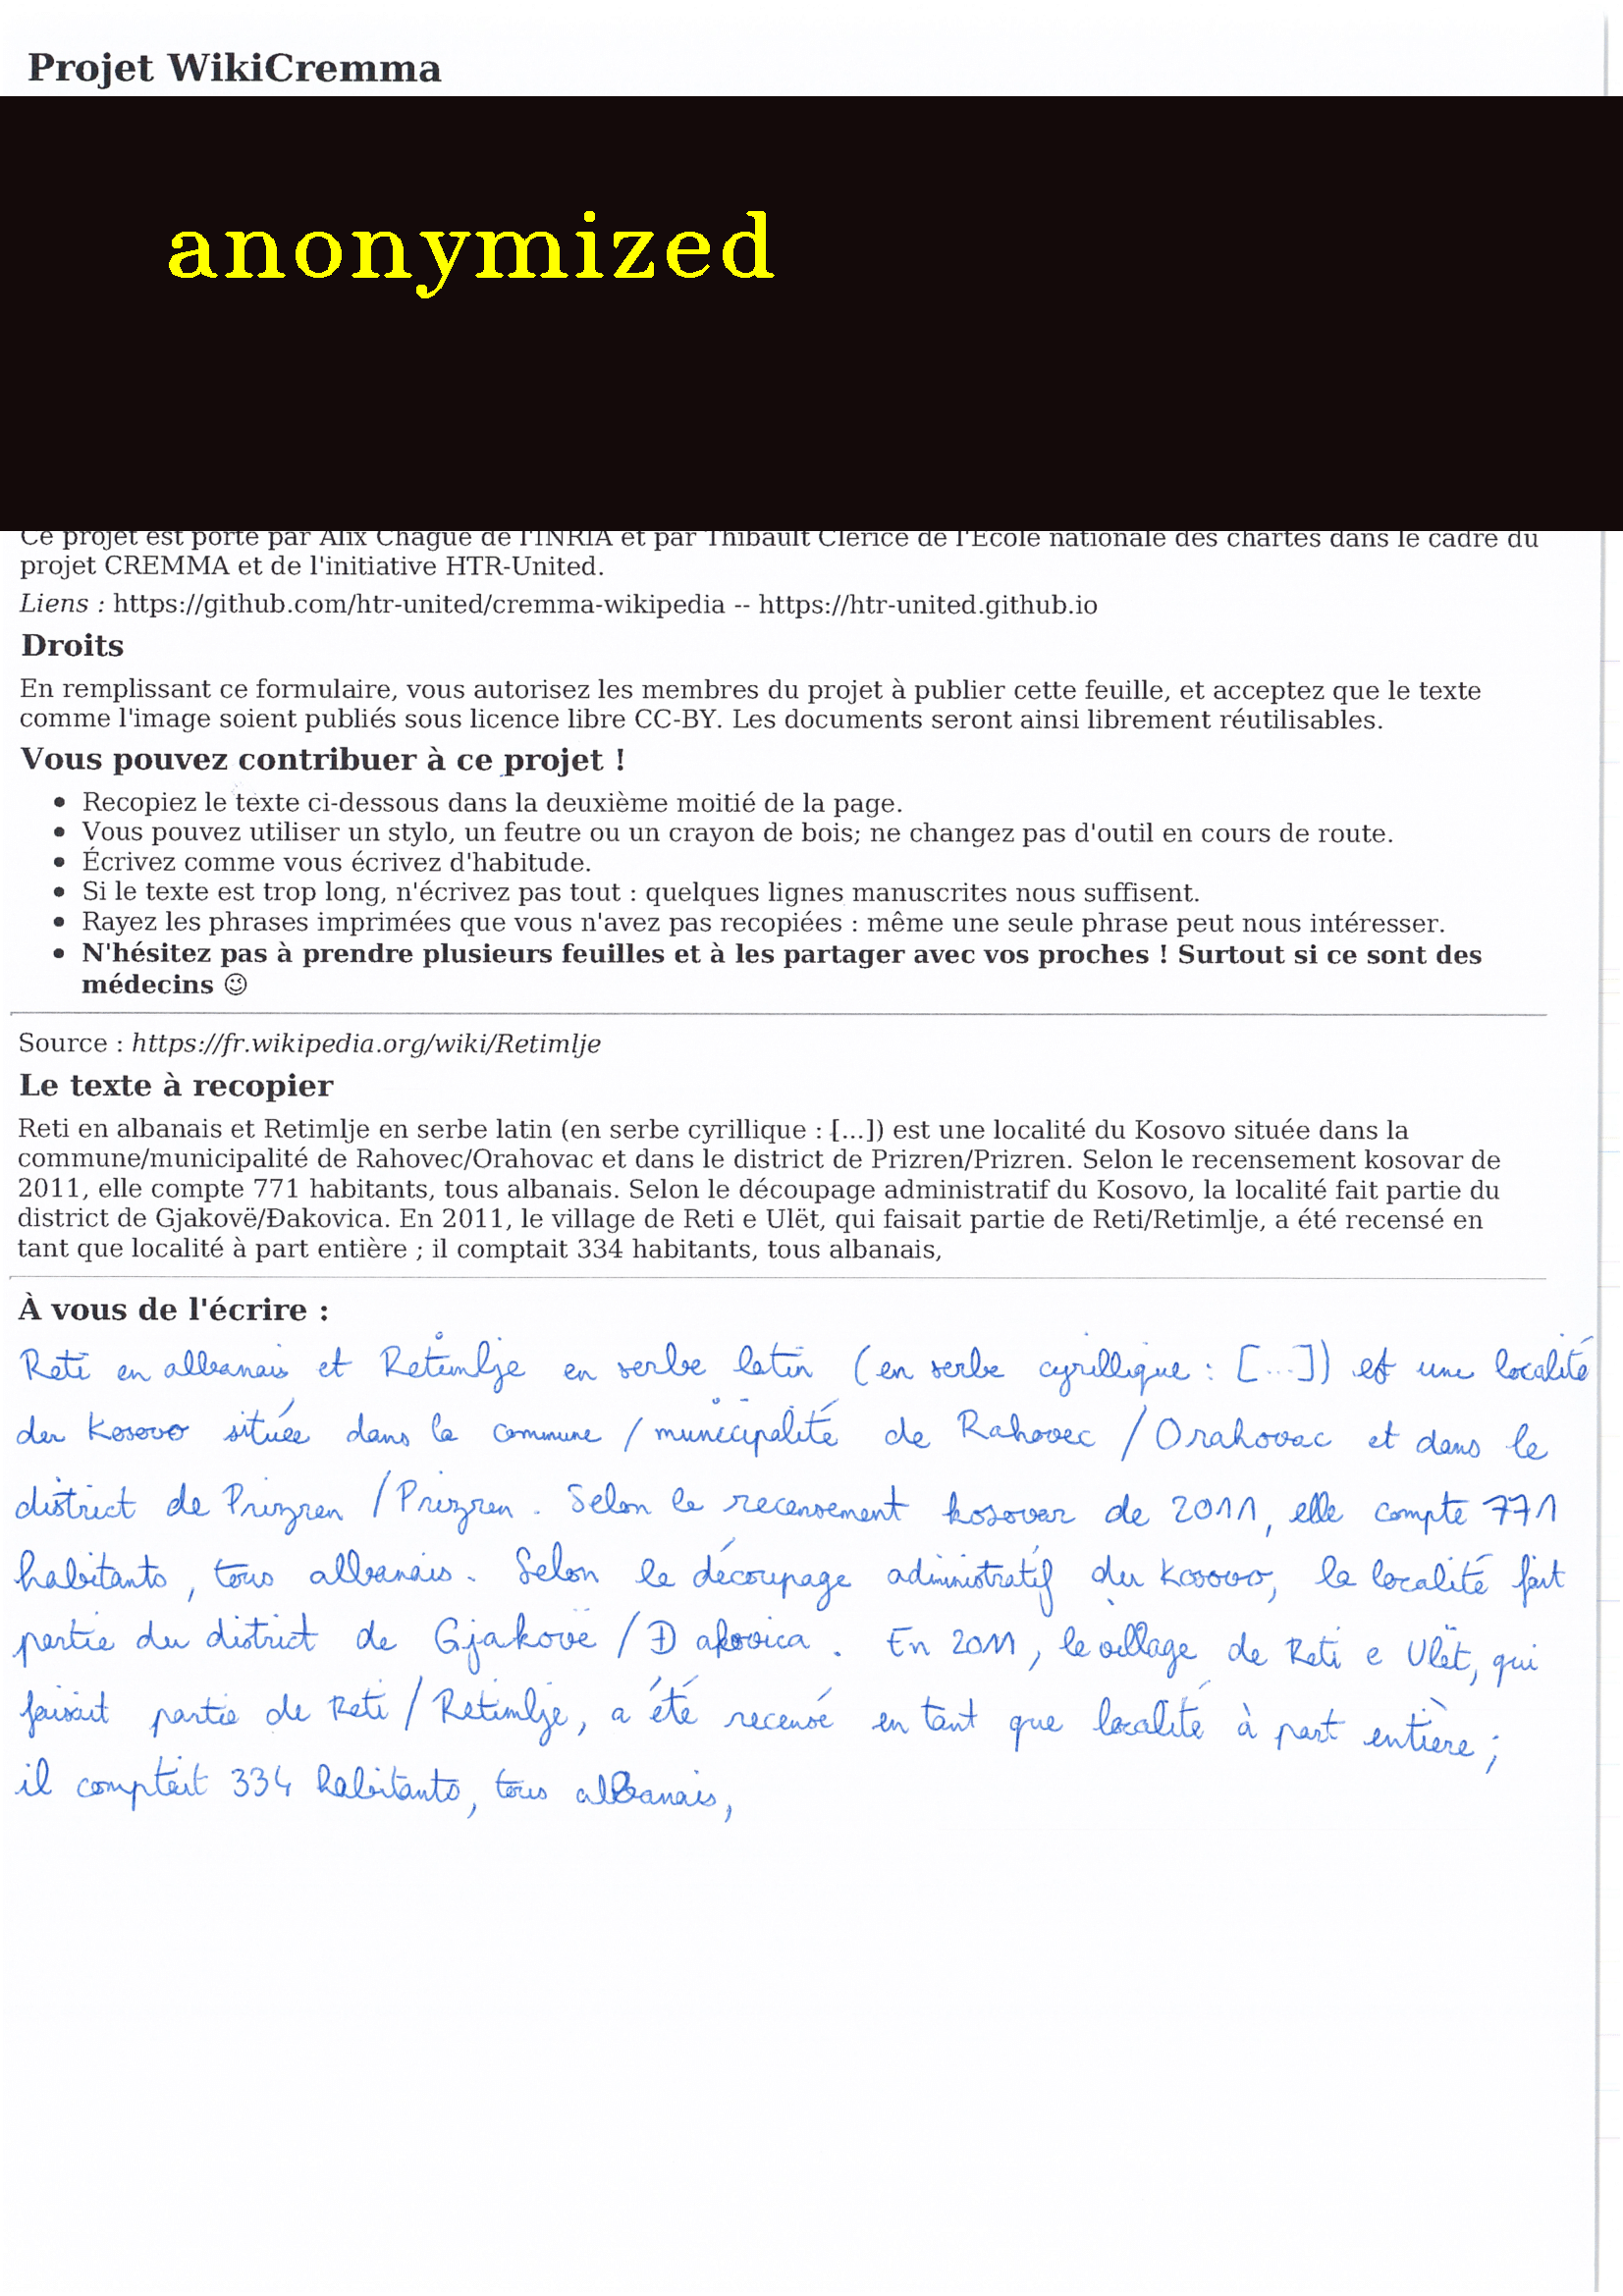 Projet WikiCremma
anonymized
Ce projet est porté par Alix Chagué de l'INRIA et par Thibault Clérice de l'École nationale des chartes dans le cadre du
projet CREMMA et de l'initiative HTR-United.
Liens : https://github.com/htr-united/cremma-wikipedia -- https://htr-united.github.io
Droits
En remplissant ce formulaire, vous autorisez les membres du projet à publier cette feuille, et acceptez que le texte
comme l'image soient publiés sous licence libre CC-BY. Les documents seront ainsi librement réutilisables.
Vous pouvez contribuer à ce projet !
• Recopiez le texte ci-dessous dans la deuxième moitié de la page.
• Vous pouvez utiliser un stylo, un feutre ou un crayon de bois; ne changez pas d'outil en cours de route.
• Écrivez comme vous écrivez d'habitude.
• Si le texte est trop long, n'écrivez pas tout : quelques lignes manuscrites nous suffisent.
• Rayez les phrases imprimées que vous n'avez pas recopiées : même une seule phrase peut nous intéresser.
• N'hésitez pas à prendre plusieurs feuilles et à les partager avec vos proches ! Surtout si ce sont des
médecins ☺
Source : https://fr.wikipedia.org/wiki/Retimlje
Le texte à recopier
Reti en albanais et Retimlje en serbe latin (en serbe cyrillique : [...]) est une localité du Kosovo située dans la
commune/municipalité de Rahovec/Orahovac et dans le district de Prizren/Prizren. Selon le recensement kosovar de
2011, elle compte 771 habitants, tous albanais. Selon le découpage administratif du Kosovo, la localité fait partie du
district de Gjakovë/Đakovica. En 2011, le village de Reti e Ulët, qui faisait partie de Reti/Retimlje, a été recensé en
tant que localité à part entière ; il comptait 334 habitants, tous albanais,
À vous de l'écrire :
Reti en albanais et Retimlje en serbe latin (en serbe cyrillique : [...]) est une localité
du Kosovo située dans la commune / municipalité de Rahovec / Orahovac et dans le
district de Prizren / Prizren. Selon le recensement kosovar de 2011, elle compte 771
habitants, tous albanais. Selon le découpage administratif du Kosovo, la localité fait
partie du district de Gjakovë / Đakovica. En 2011, le village de Reti e Ulët, qui
faisait partie de Reti / Retimlje, a été recensé en tant que localité à part entière ;
il comptait 334 habitants, tous albanais,